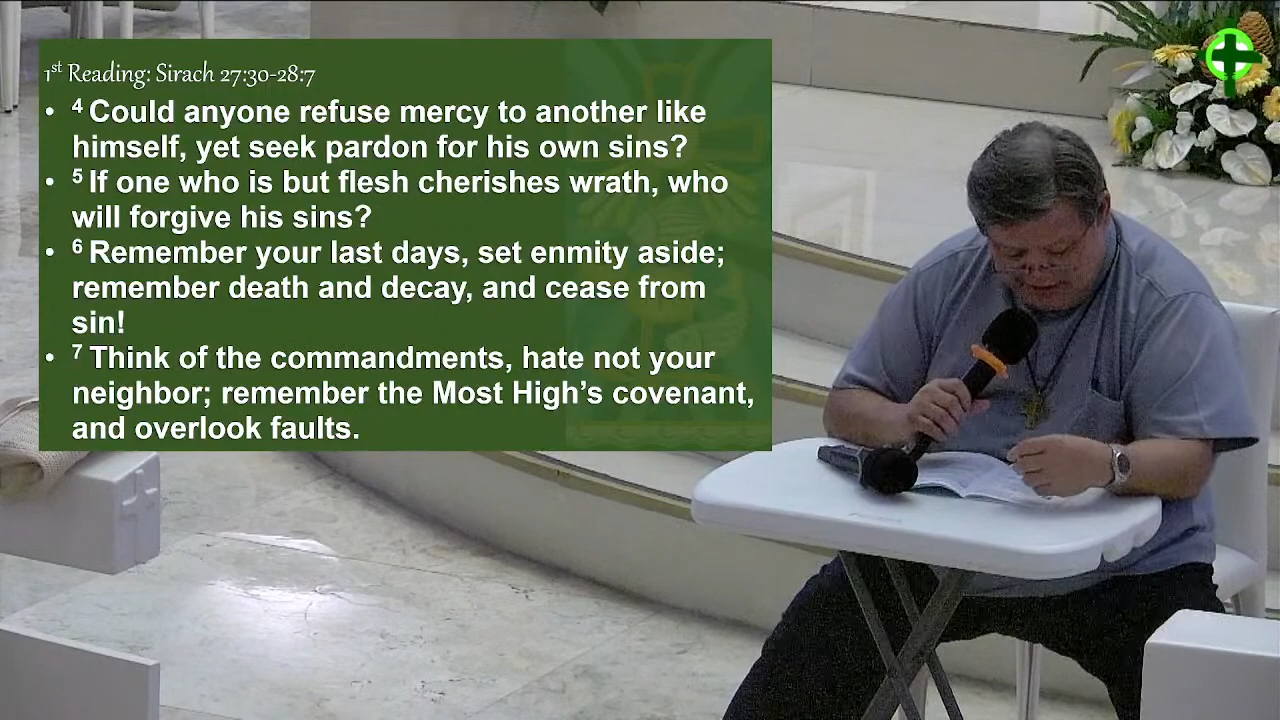 1st Reading: Sirach 27:30-28:7
• 4 Could anyone refuse mercy to another like
himself, yet seek pardon for his own sins?
• 5 If one who is but flesh cherishes wrath, who
will forgive his sins?
• 6 Remember your last days, set enmity aside;
remember death and decay, and cease from
sin!
• 7 Think of the commandments, hate not your
neighbor; remember the Most High’s covenant,
and overlook faults.